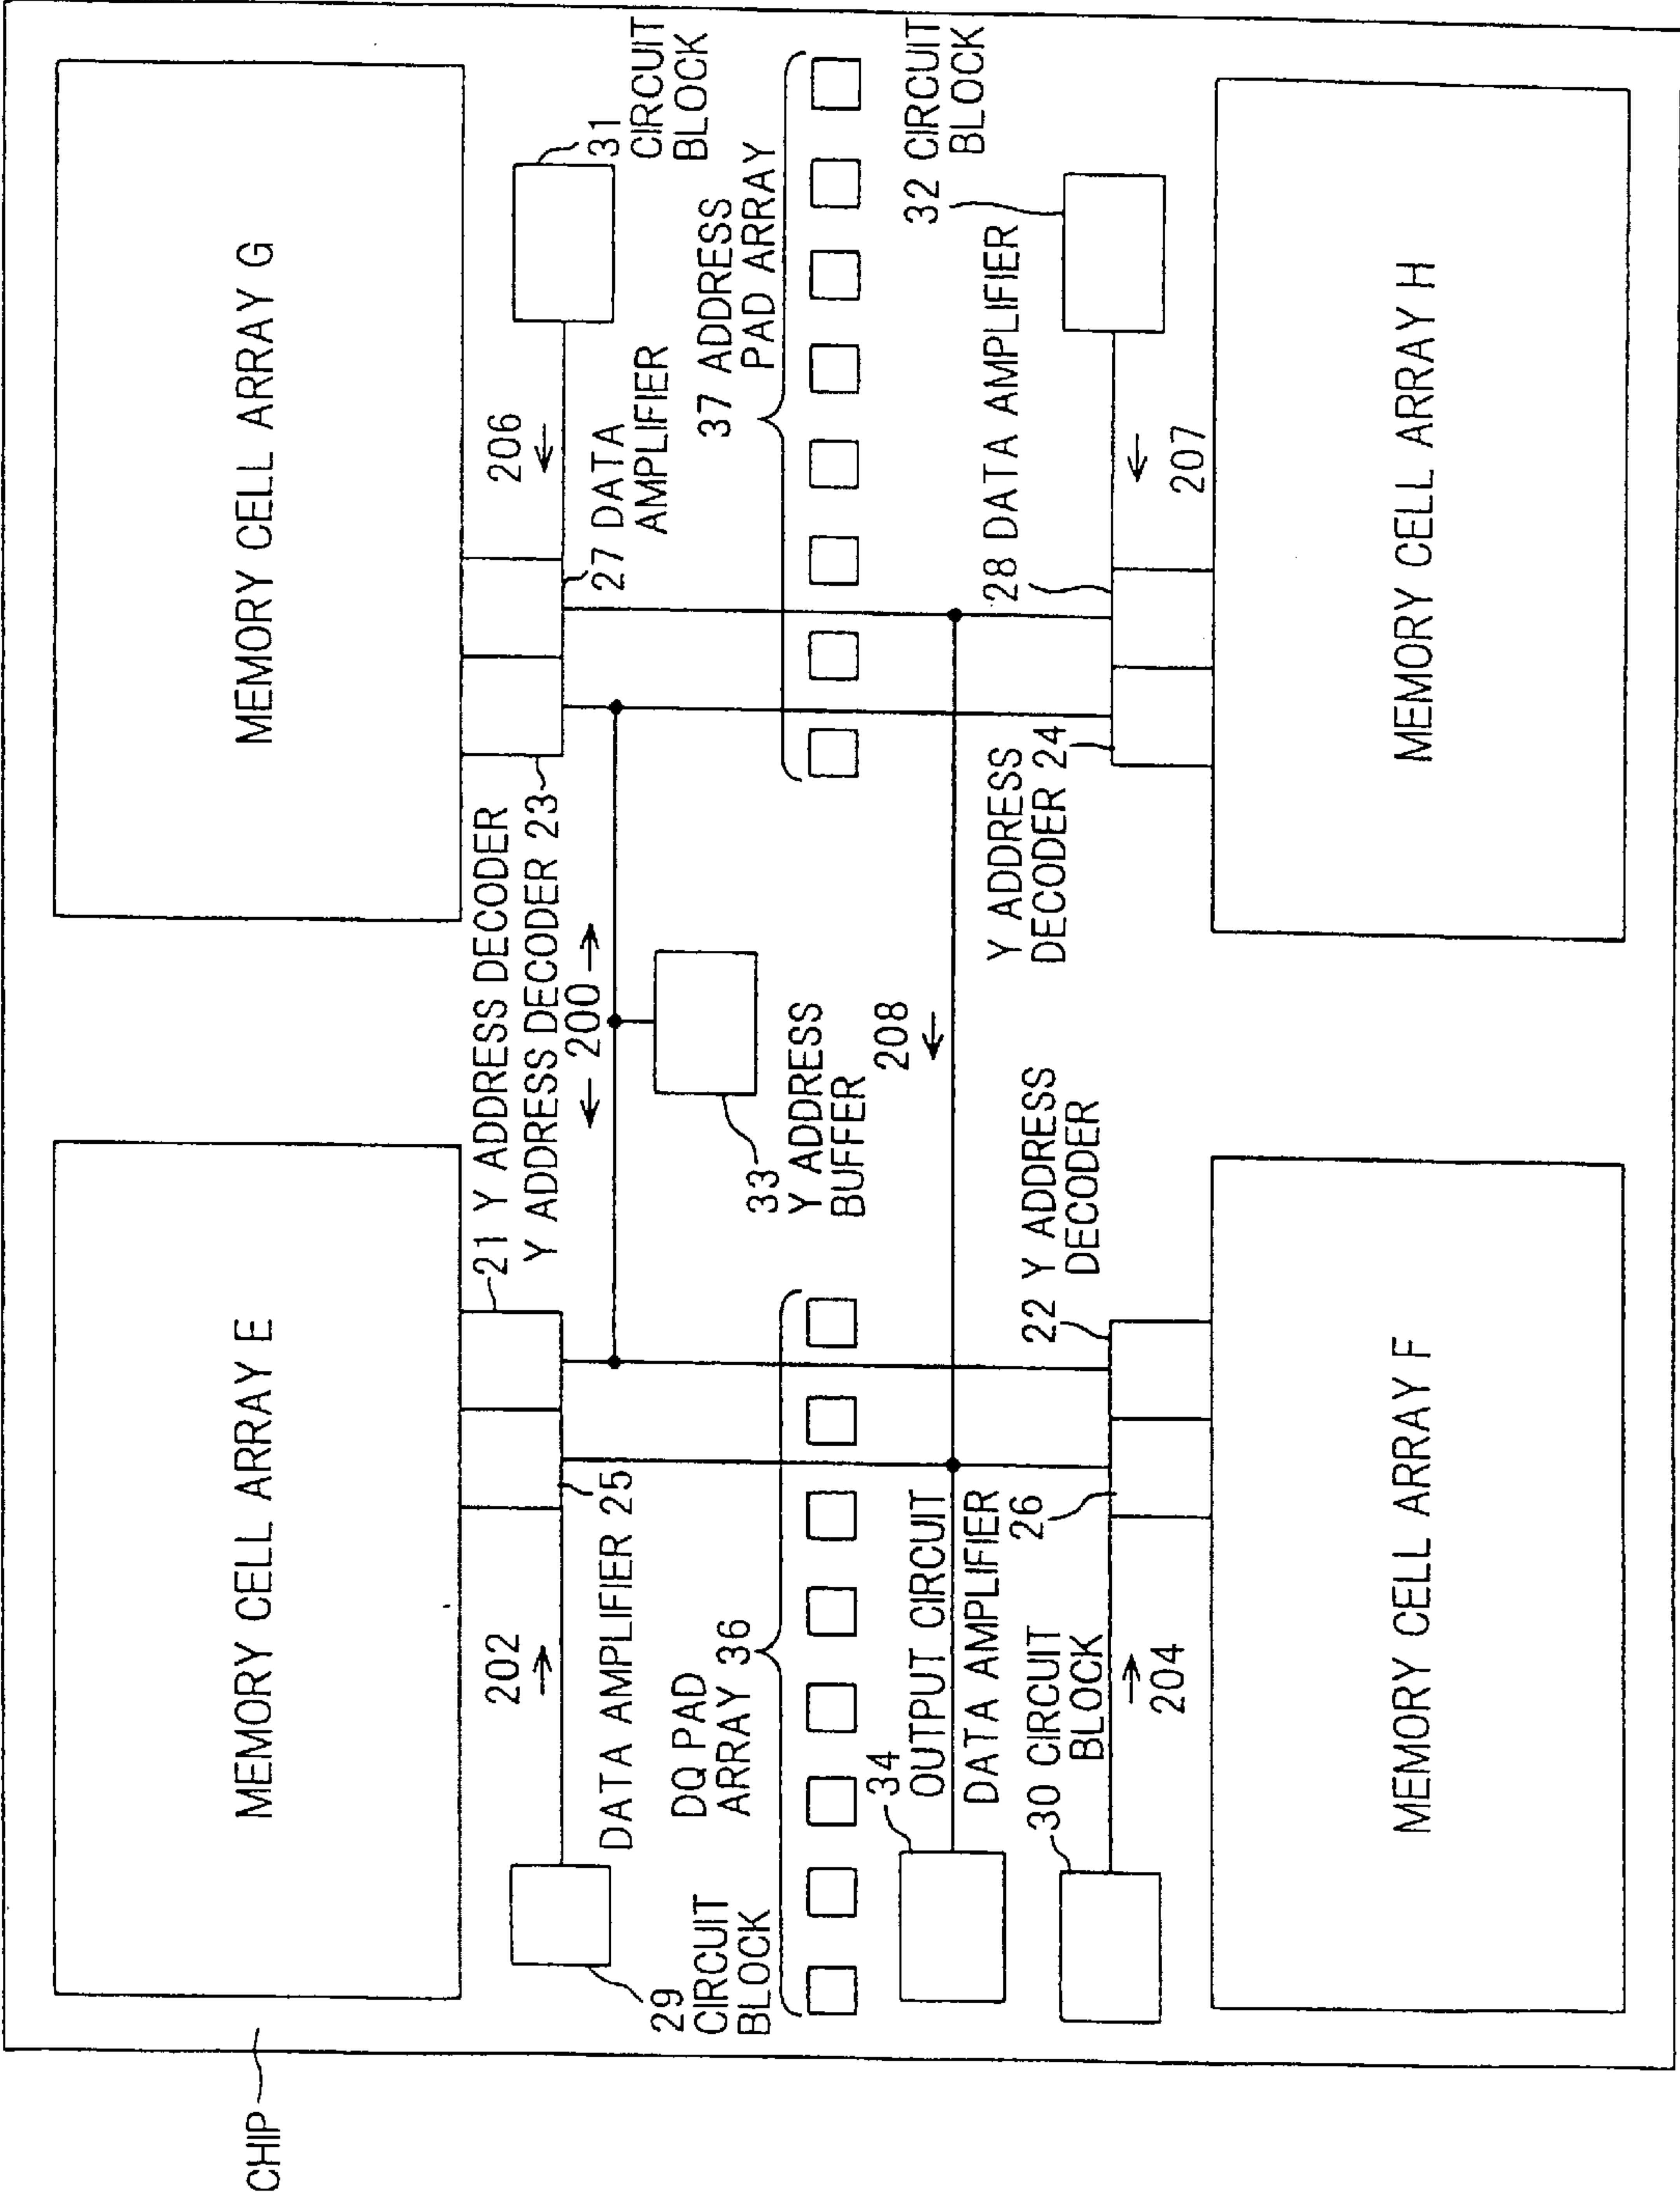 CHIP
MEMORY CELL ARRAY E
MEMORY CELL ARRAY G
202
→
21 Y ADDRESS DECODER
Y ADDRESS DECODER 23
← 200 →
206
←
27 DATA
AMPLIFIER
31
CIRCUIT
BLOCK
29
CIRCUIT
BLOCK
DATA AMPLIFIER 25
DQ PAD
ARRAY 36
33
Y ADDRESS
BUFFER
37 ADDRESS
PAD ARRAY
34
OUTPUT CIRCUIT
DATA AMPLIFIER
26
208
←
32 CIRCUIT
BLOCK
30 CIRCUIT
BLOCK
→
204
22 Y ADDRESS
DECODER
Y ADDRESS
DECODER 24
28 DATA AMPLIFIER
←
207
MEMORY CELL ARRAY F
MEMORY CELL ARRAY H